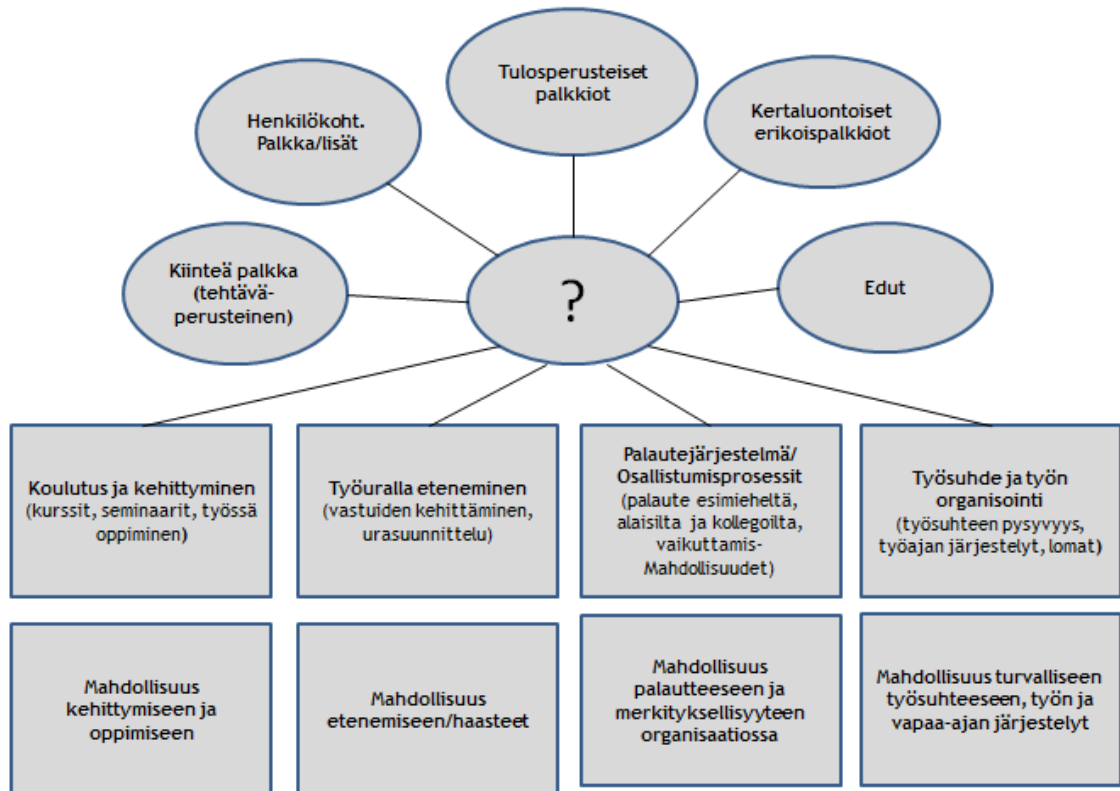 Tulosperusteiset
palkkiot
Henkilökoht.
Palkka/lisät
Kertaluontoiset
erikoispalkkiot
Kiinteä palkka
(tehtävä-
perusteinen)
?
Edut
Koulutus ja kehittyminen
(kurssit, seminaarit, työssä
oppiminen)
Työuralla eteneminen
(vastuiden kehittäminen,
urasuunnittelu)
Palautejärjestelmä/
Osallistumisprosessit
(palaute esimieheltä,
alaisilta ja kollegoilta,
vaikuttamis-
Mahdollisuudet)
Työsuhde ja työn
organisointi
(työsuhteen pysyvyys,
työajan järjestelyt, lomat)
Mahdollisuus
kehittymiseen ja
oppimiseen
Mahdollisuus
etenemiseen/haasteet
Mahdollisuus
palautteeseen ja
merkityksellisyyteen
organisaatiossa
Mahdollisuus turvalliseen
työsuhteeseen, työn ja
vapaa-ajan järjestelyt